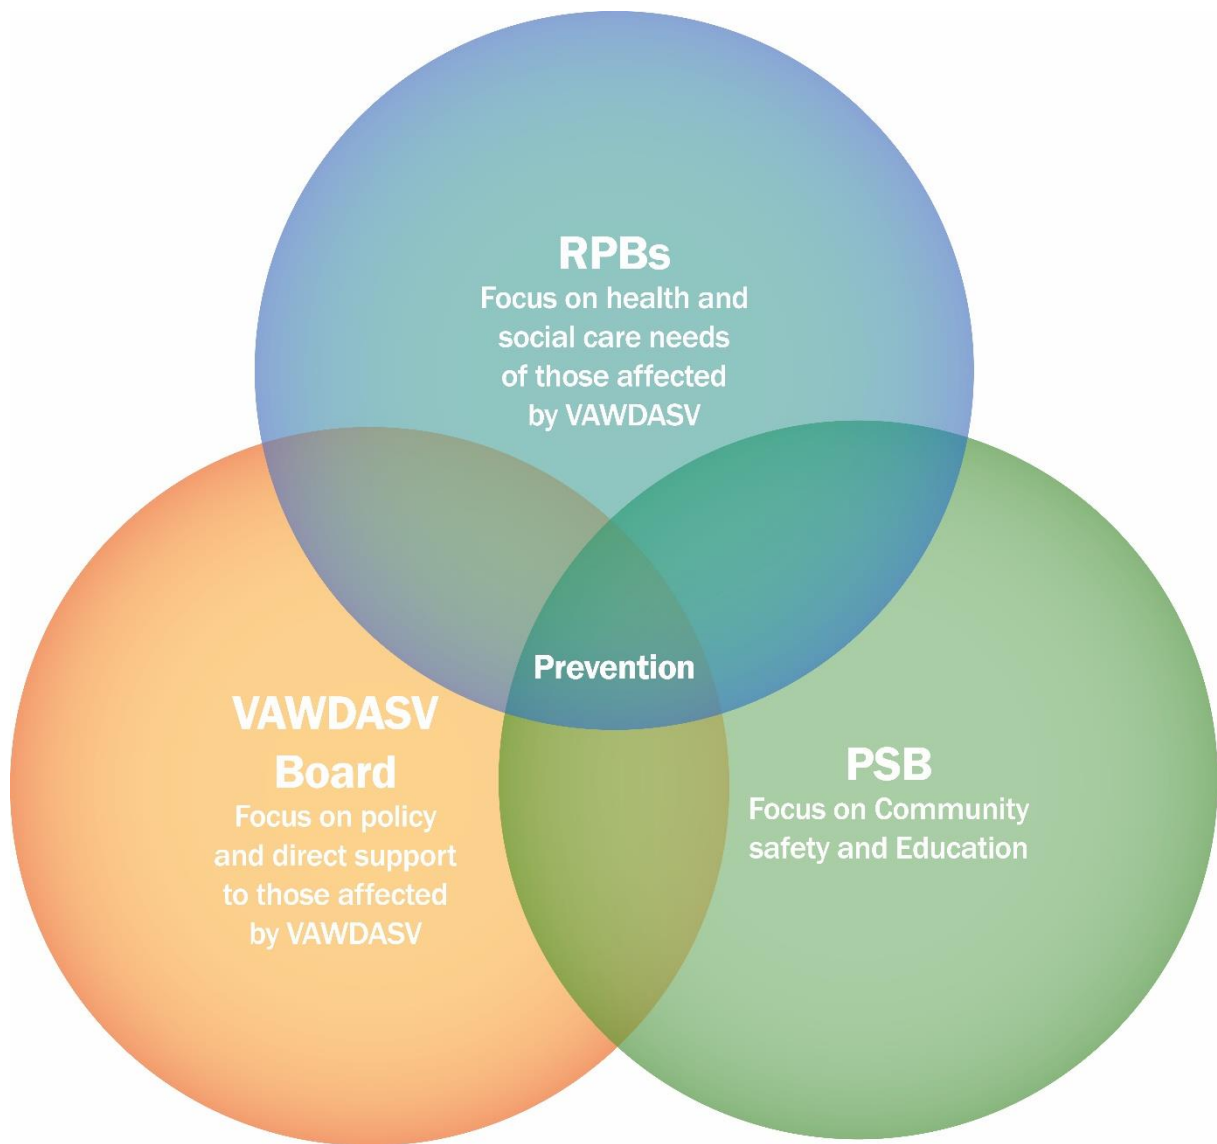 RPBs
Focus on health and
social care needs
of those affected
by VAWDASV
Prevention
VAWDASV
Board
Focus on policy
and direct support
to those affected
by VAWDASV
PSB
Focus on Community
safety and Education